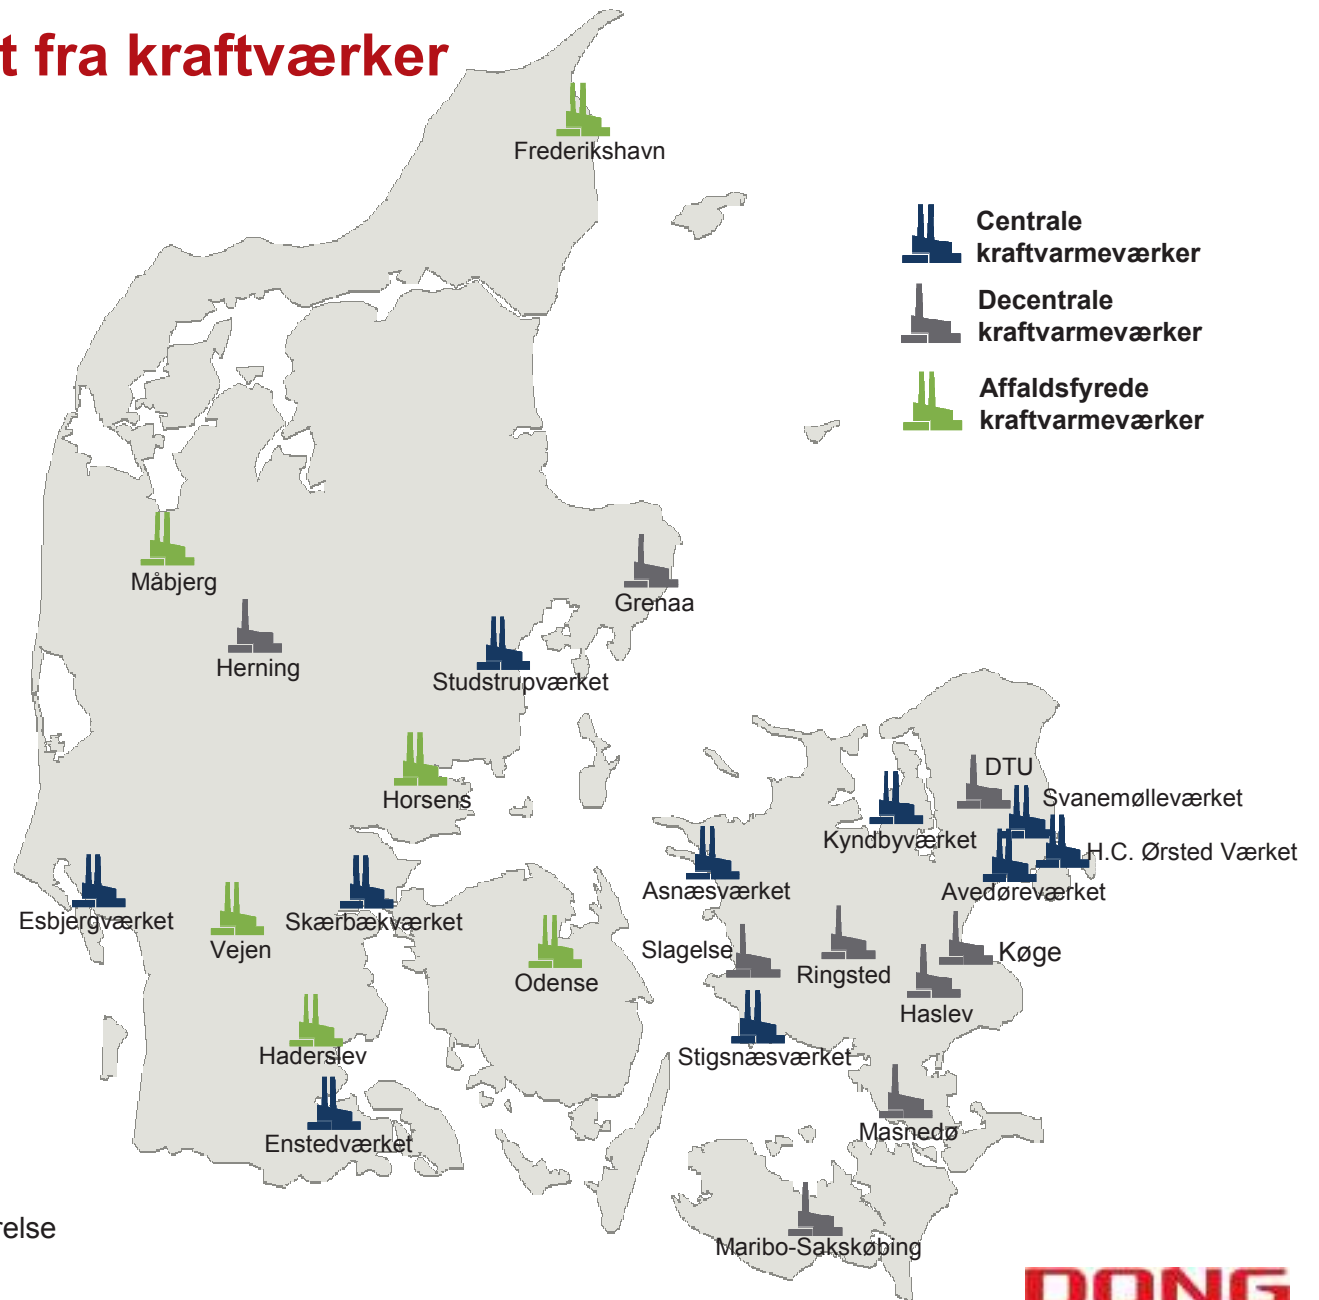 t fra kraftværker
Frederikshavn
Centrale
kraftvarmeværker
Decentrale
kraftvarmeværker
Affaldsfyrede
kraftvarmeværker
Måbjerg
Grenaa
Herning
Studstrupværket
DTU
Horsens
Svanemølleværket
Kyndbyværket
H.C. Ørsted Værket
Asnæsværket
Avedøreværket
Esbjergværket
Skærbækværket
Vejen
Slagelse
Køge
Ringsted
Odense
Haslev
Haderslev
Stigsnæsværket
Masnedø
Enstedværket
relse
Maribo-Sakskøbing
DONG